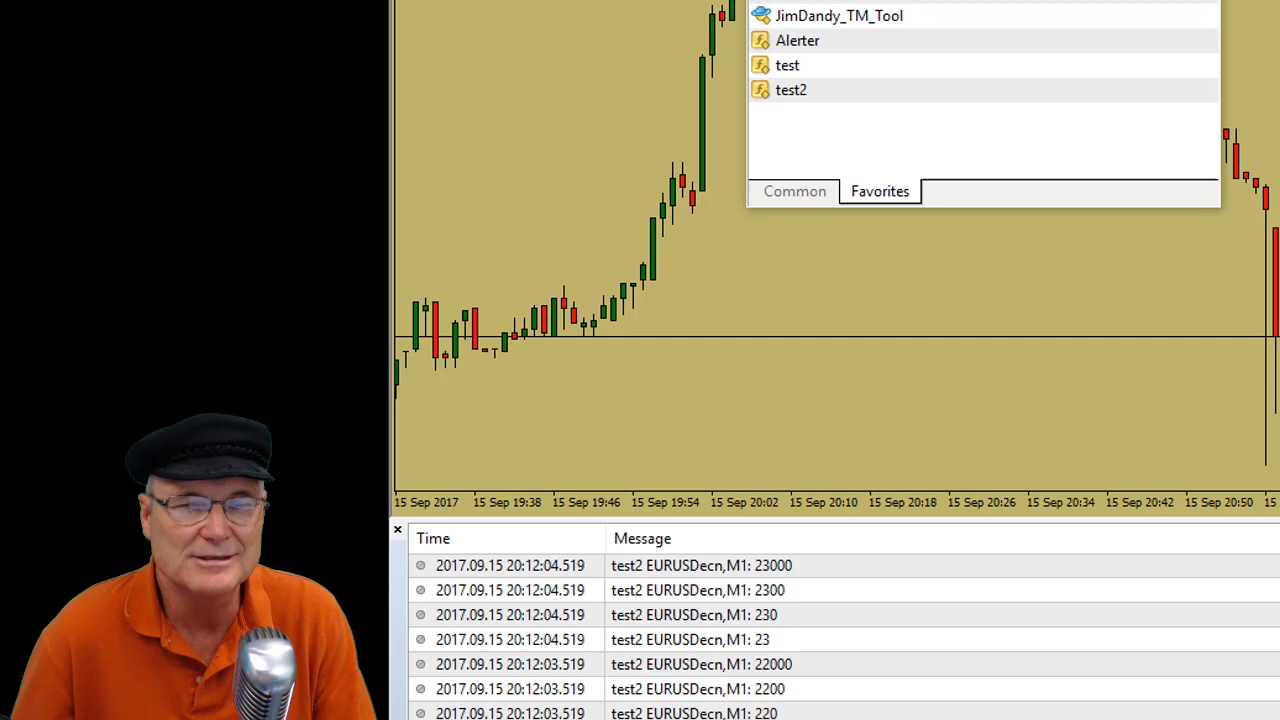 JimDandy_TM_Tool
Alerter
test
test2
Common Favorites
15 Sep 2017 15 Sep 19:38 15 Sep 19:46 15 Sep 19:54 15 Sep 20:02 15 Sep 20:10 15 Sep 20:18 15 Sep 20:26 15 Sep 20:34 15 Sep 20:42 15 Sep 20:50 15
Time Message
2017.09.15 20:12:04.519 test2 EURUSDecn,M1: 23000
2017.09.15 20:12:04.519 test2 EURUSDecn,M1: 2300
2017.09.15 20:12:04.519 test2 EURUSDecn,M1: 230
2017.09.15 20:12:04.519 test2 EURUSDecn,M1: 23
2017.09.15 20:12:03.519 test2 EURUSDecn,M1: 22000
2017.09.15 20:12:03.519 test2 EURUSDecn,M1: 2200
2017.09.15 20:12:03.519 test2 EURUSDecn,M1: 220